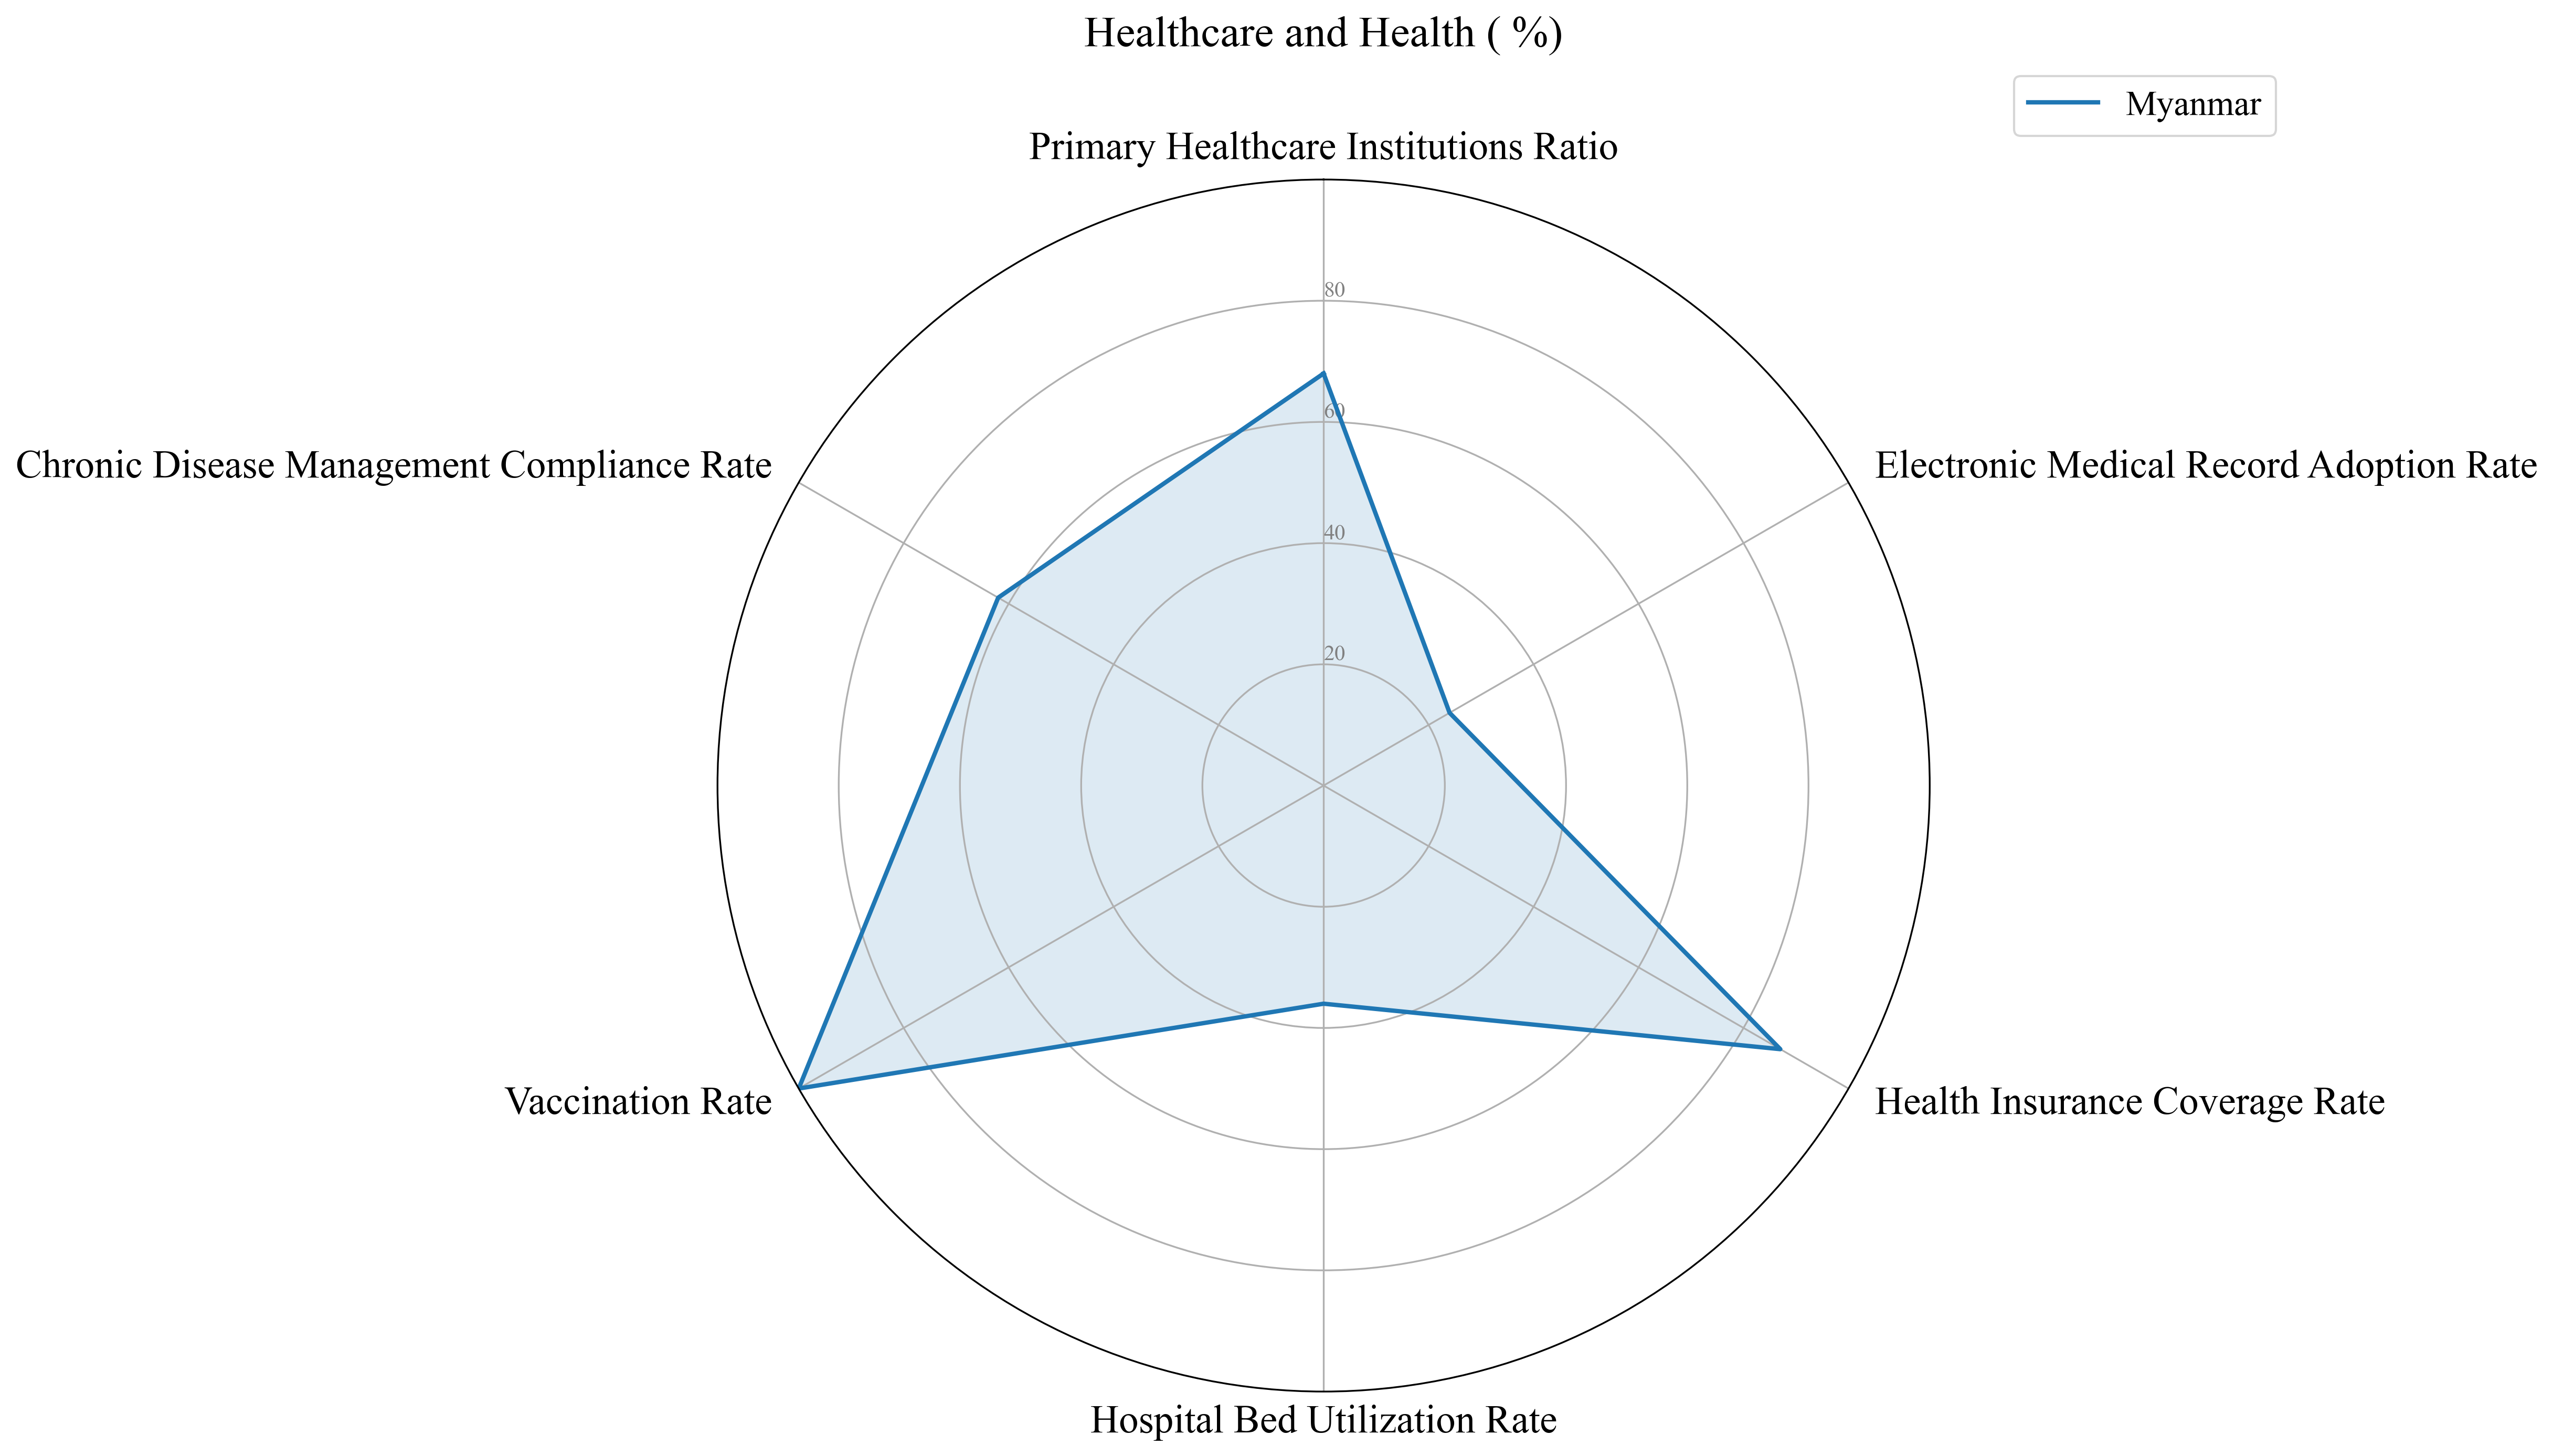 Healthcare and Health ( %)
Myanmar
Primary Healthcare Institutions Ratio
80
60
40
20
Chronic Disease Management Compliance Rate
Electronic Medical Record Adoption Rate
Vaccination Rate
Health Insurance Coverage Rate
Hospital Bed Utilization Rate